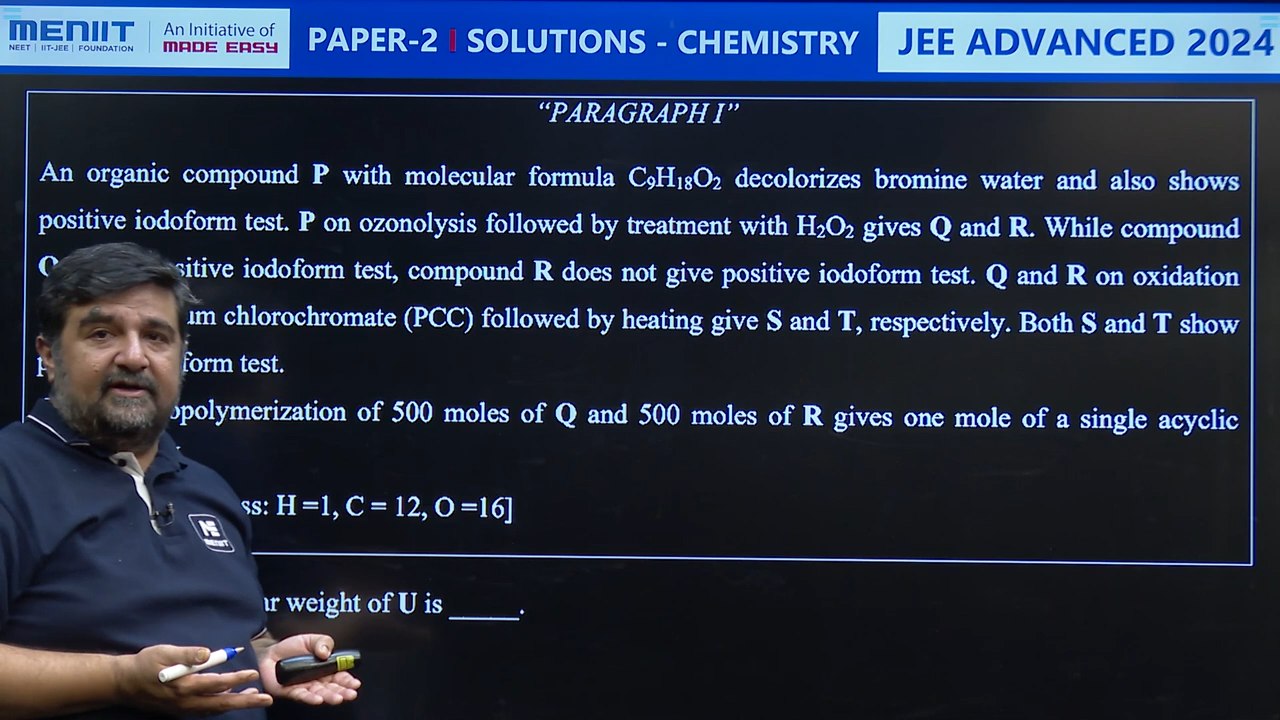 MENIIT
NEET | IIT-JEE | FOUNDATION
An Initiative of
MADE EASY
PAPER-2 | SOLUTIONS - CHEMISTRY
JEE ADVANCED 2024
“PARAGRAPH I”
An organic compound P with molecular formula C₉H₁₈O₂ decolorizes bromine water and also shows
positive iodoform test. P on ozonolysis followed by treatment with H₂O₂ gives Q and R. While compound
sitive iodoform test, compound R does not give positive iodoform test. Q and R on oxidation
um chlorochromate (PCC) followed by heating give S and T, respectively. Both S and T show
form test.
opolymerization of 500 moles of Q and 500 moles of R gives one mole of a single acyclic
ss: H =1, C = 12, O =16]
ar weight of U is _____.
MENIIT